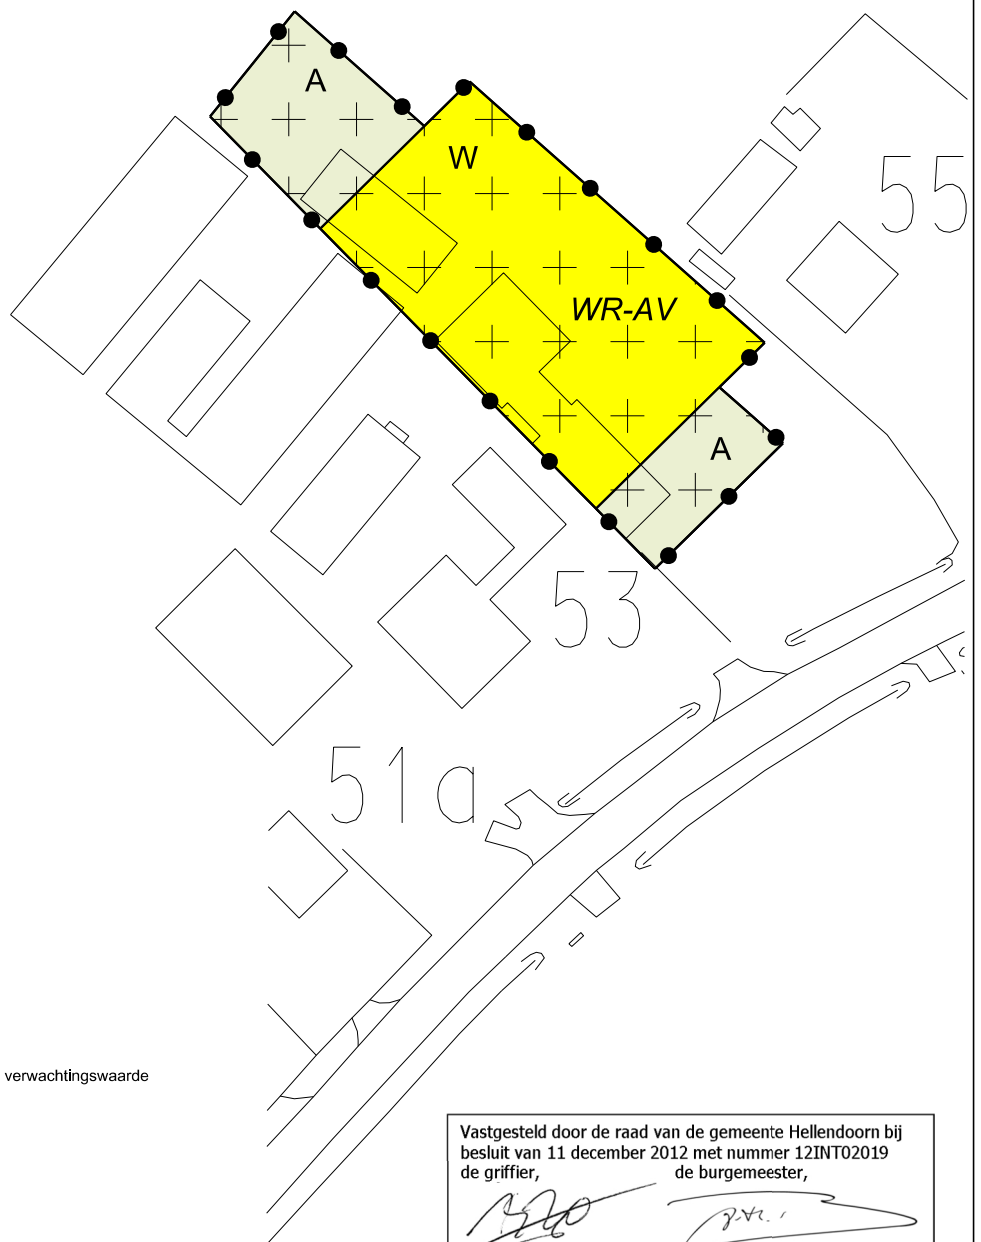 A
W
55
WR-AV
A
53
51a
verwachtingswaarde
Vastgesteld door de raad van de gemeente Hellendoorn bij
besluit van 11 december 2012 met nummer 12INT02019
de griffier, de burgemeester,